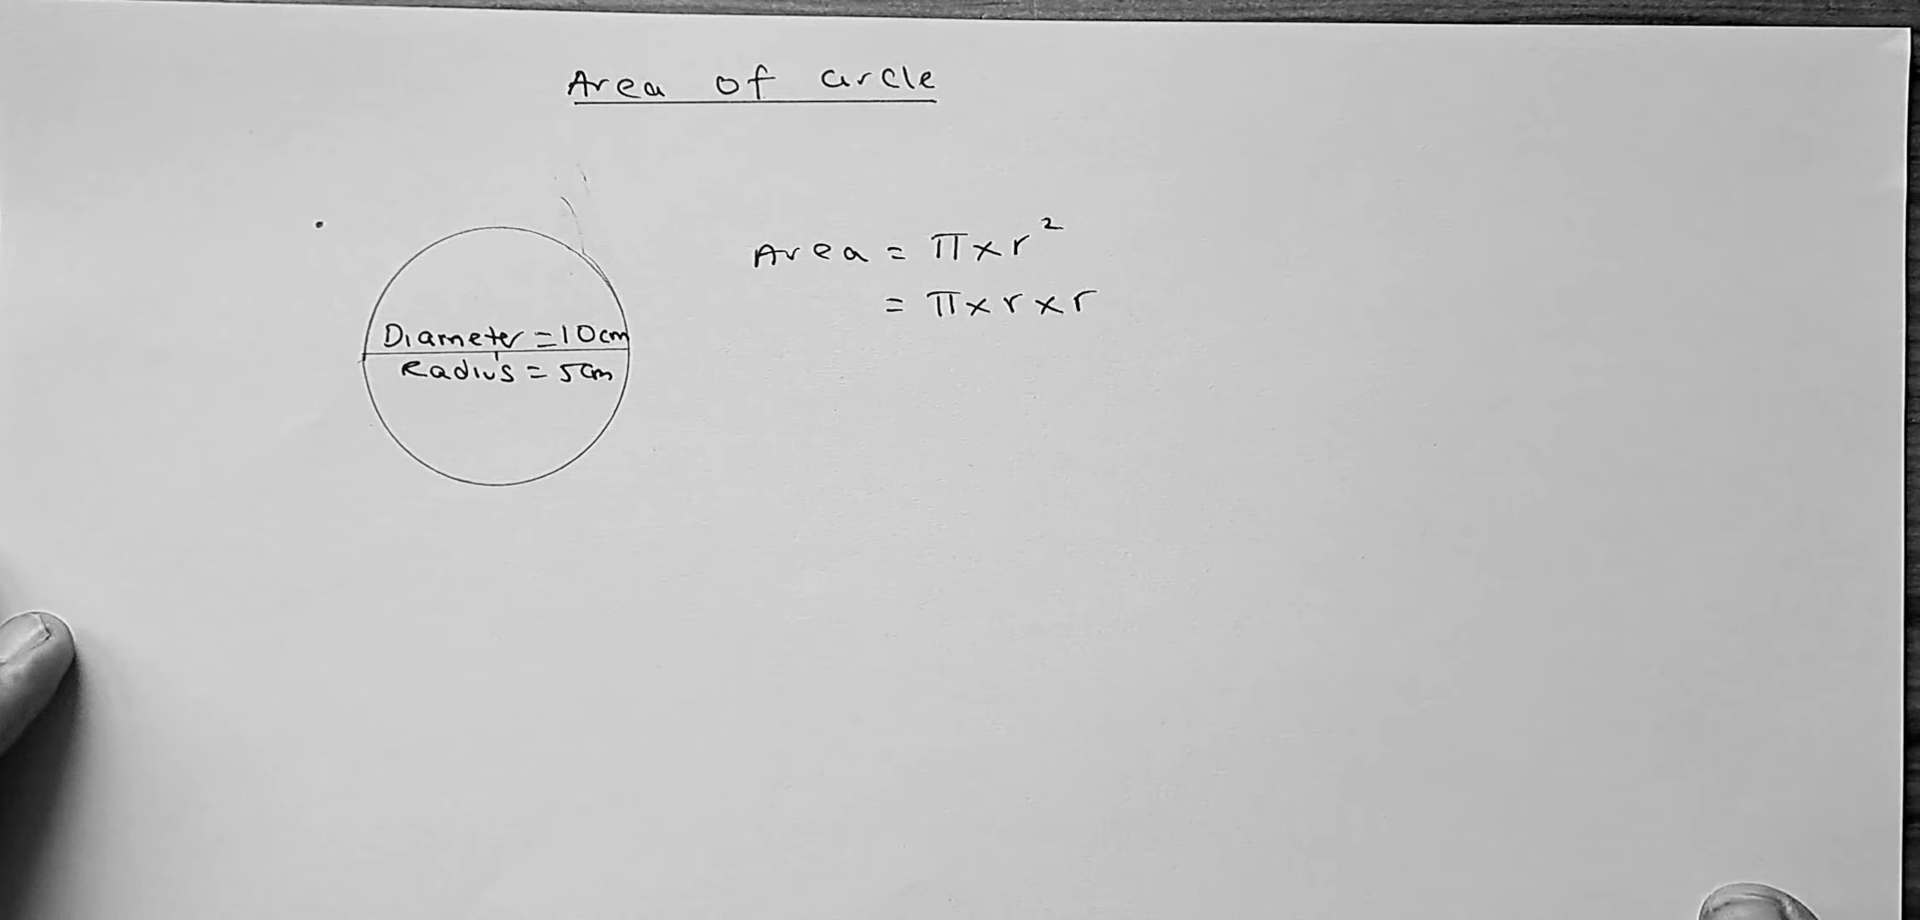 Area of circle
Area = π × r²
= π × r × r
Diameter = 10cm
Radius = 5cm